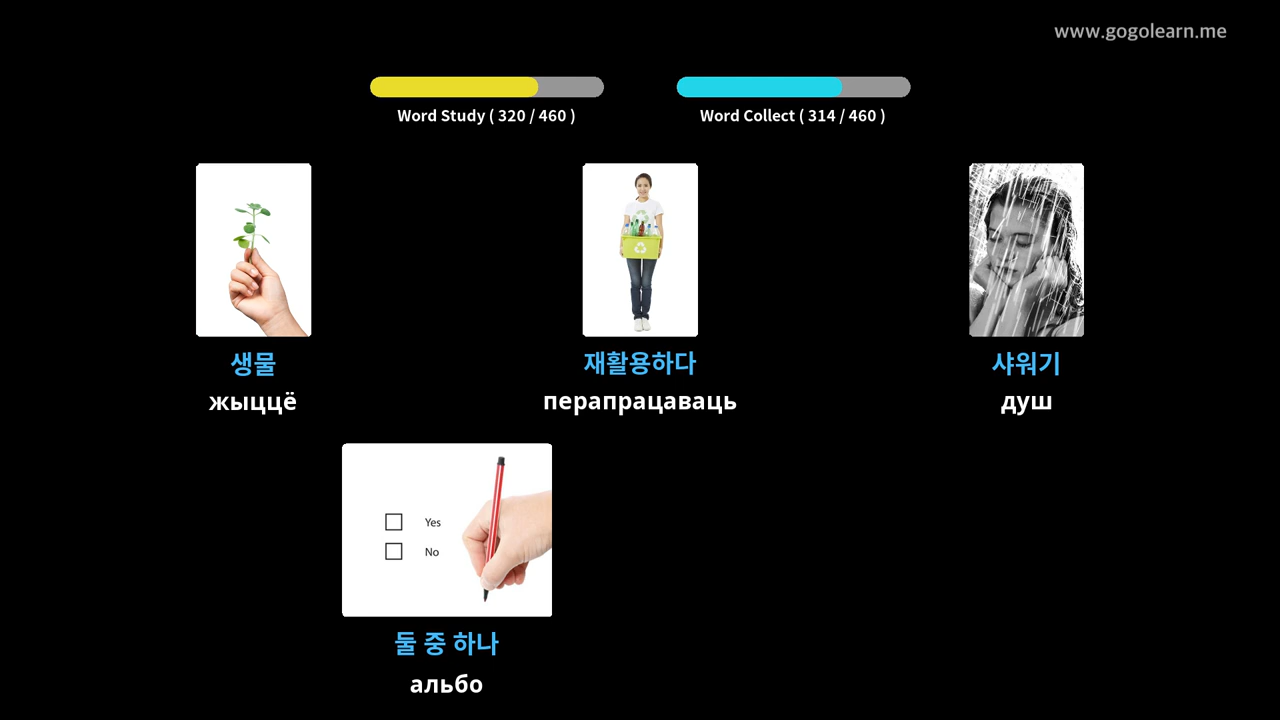 www.gogolearn.me
Word Study ( 320 / 460 )
Word Collect ( 314 / 460 )
생물
жыццё
재활용하다
перапрацаваць
샤워기
душ
Yes
No
둘 중 하나
альбо